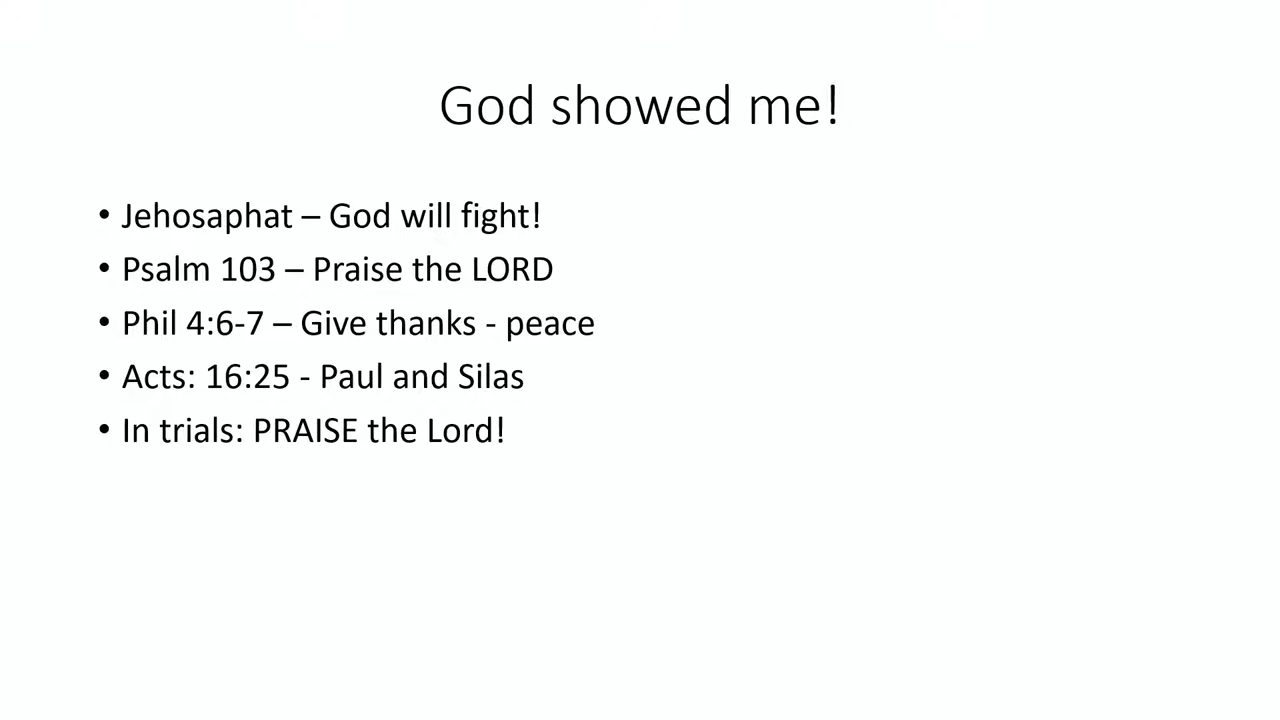 God showed me!
• Jehosaphat – God will fight!
• Psalm 103 – Praise the LORD
• Phil 4:6-7 – Give thanks - peace
• Acts: 16:25 - Paul and Silas
• In trials: PRAISE the Lord!